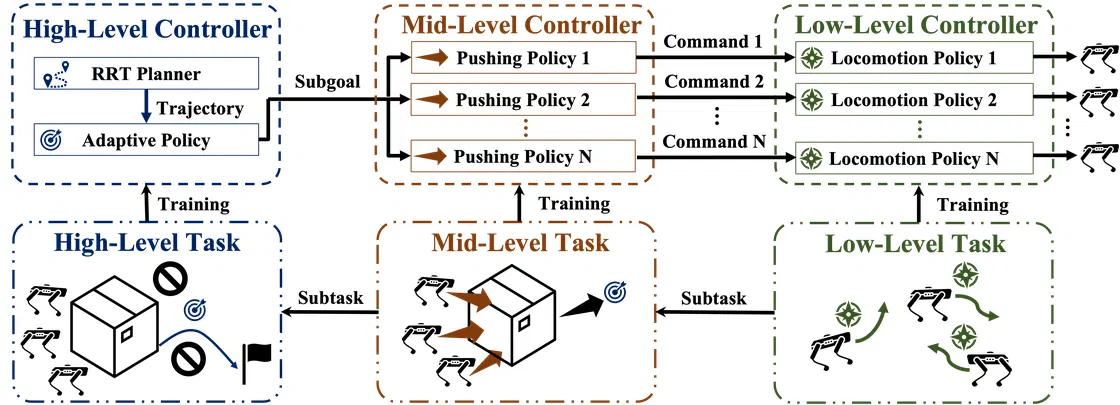 High-Level Controller
RRT Planner
Trajectory
Adaptive Policy
Subgoal
Mid-Level Controller
Pushing Policy 1
Pushing Policy 2
Pushing Policy N
Command 1
Command 2
Command N
Low-Level Controller
Locomotion Policy 1
Locomotion Policy 2
Locomotion Policy N
Training
Training
Training
High-Level Task
Subtask
Mid-Level Task
Subtask
Low-Level Task